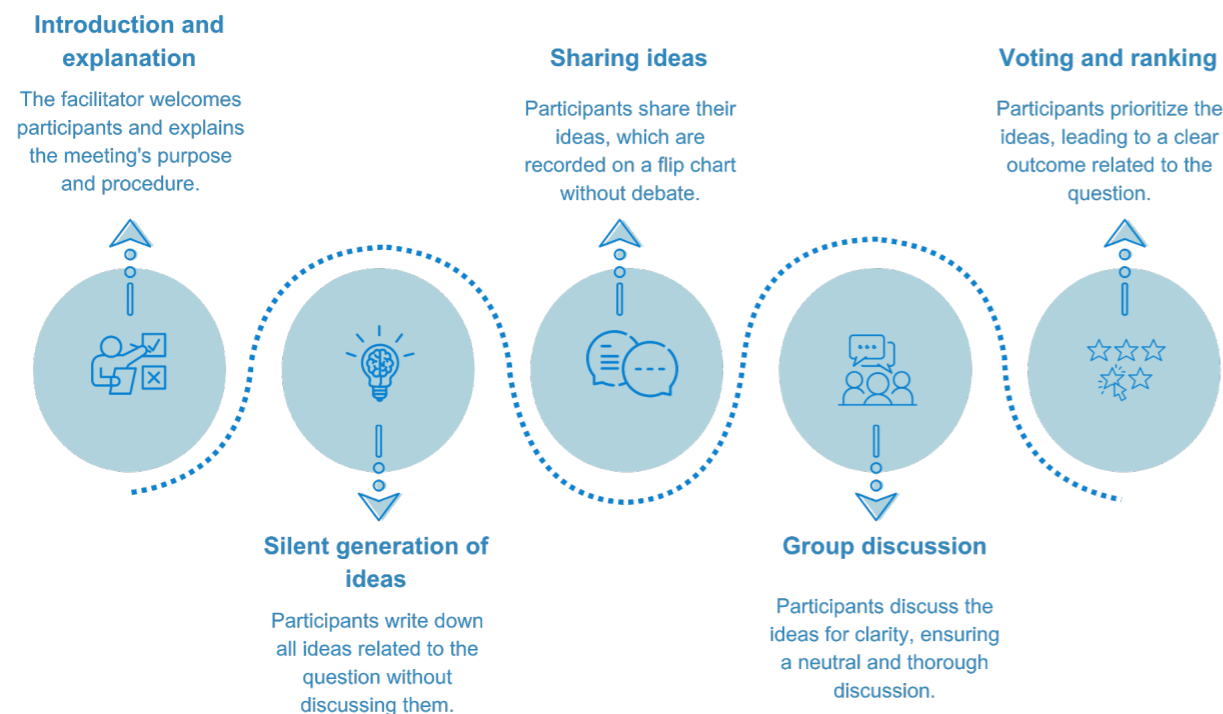 Introduction and
explanation
The facilitator welcomes
participants and explains
the meeting's purpose
and procedure.
Silent generation of
ideas
Participants write down
all ideas related to the
question without
discussing them.
Sharing ideas
Participants share their
ideas, which are
recorded on a flip chart
without debate.
Group discussion
Participants discuss the
ideas for clarity, ensuring
a neutral and thorough
discussion.
Voting and ranking
Participants prioritize the
ideas, leading to a clear
outcome related to the
question.